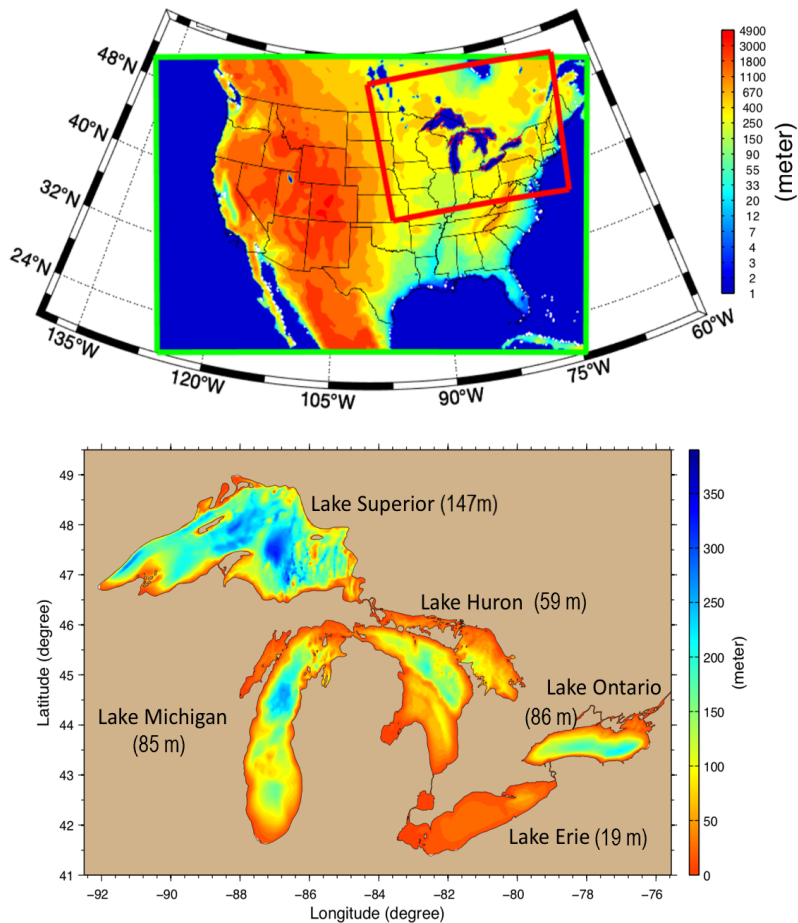 48°N
40°N
32°N
24°N
135°W
120°W
105°W
90°W
75°W
60°W
4900
3000
1800
1100
670
400
250
150
90
55
33
20
12
7
4
3
2
1
(meter)
49
48
47
46
45
44
43
42
41
Latitude (degree)
Lake Superior (147m)
Lake Huron (59 m)
Lake Ontario
(86 m)
Lake Michigan
(85 m)
Lake Erie (19 m)
−92
−90
−88
−86
−84
−82
−80
−78
−76
Longitude (degree)
350
300
250
200
150
100
50
0
(meter)